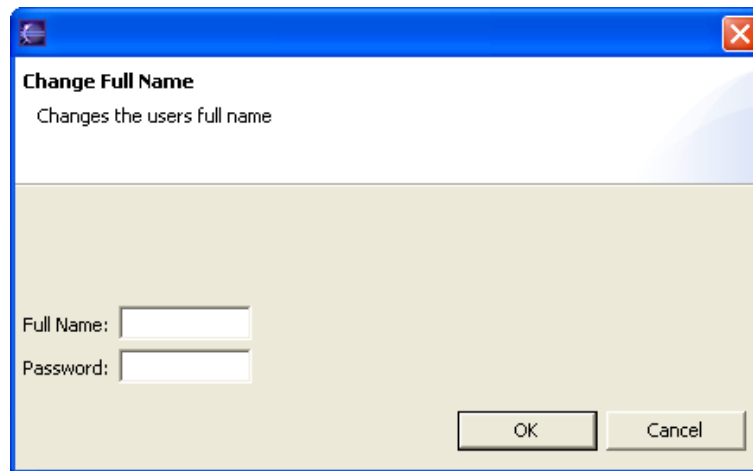 Change Full Name
Changes the users full name
Full Name:
Password:
OK Cancel